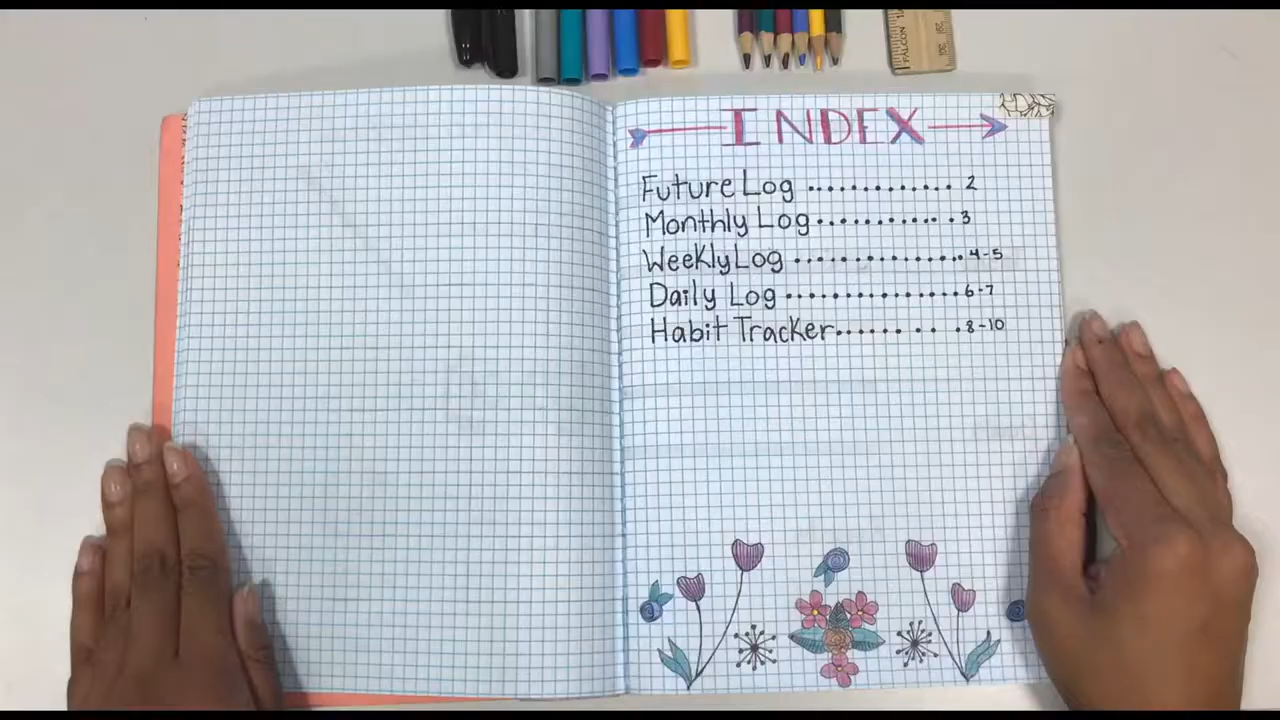 FALCON
INDEX
Future Log ............. 2
Monthly Log ............ 3
Weekly Log .............. 4-5
Daily Log ............... 6-7
Habit Tracker......... 8-10